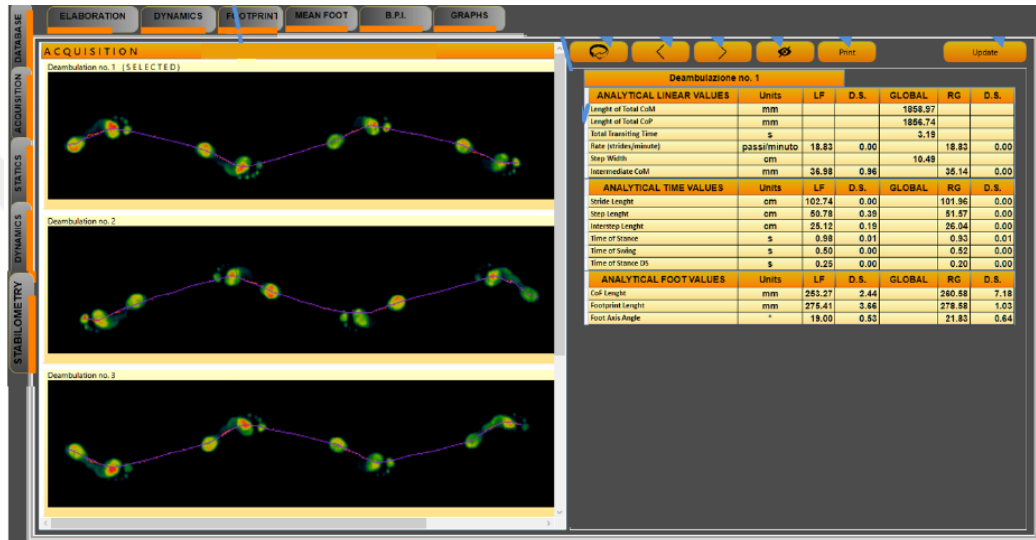 ELABORATION DYNAMICS FOOTPRINT MEAN FOOT B.P.I. GRAPHS
DATABASE
ACQUISITION
STATICS
DYNAMICS
STABILOMETRY
ACQUISITION
Deambulation no. 1 (SELECTED)
Deambulation no. 2
Deambulation no. 3
Print Update
Deambulazione no. 1
ANALYTICAL LINEAR VALUES Units LF D.S. GLOBAL RG D.S.
Lenght of Total CoM mm 1858.97
Lenght of Total CoP mm 1856.74
Total Transiting Time s 3.19
Rate (strides/minute) passi/minuto 18.83 0.00 18.83 0.00
Step Width cm 10.49
Intermediate CoM mm 36.98 0.96 35.14 0.00
ANALYTICAL TIME VALUES Units LF D.S. GLOBAL RG D.S.
Stride Lenght cm 102.74 0.00 101.96 0.00
Step Lenght cm 50.78 0.39 51.57 0.00
Interstep Lenght cm 25.12 0.19 26.04 0.00
Time of Stance s 0.98 0.01 0.93 0.01
Time of Swing s 0.50 0.00 0.52 0.00
Time of Stance DS s 0.25 0.00 0.20 0.00
ANALYTICAL FOOT VALUES Units LF D.S. GLOBAL RG D.S.
CoF Lenght mm 253.27 2.44 260.58 7.18
Footprint Lenght mm 275.41 3.66 278.58 1.03
Foot Axis Angle ° 19.00 0.53 21.83 0.64